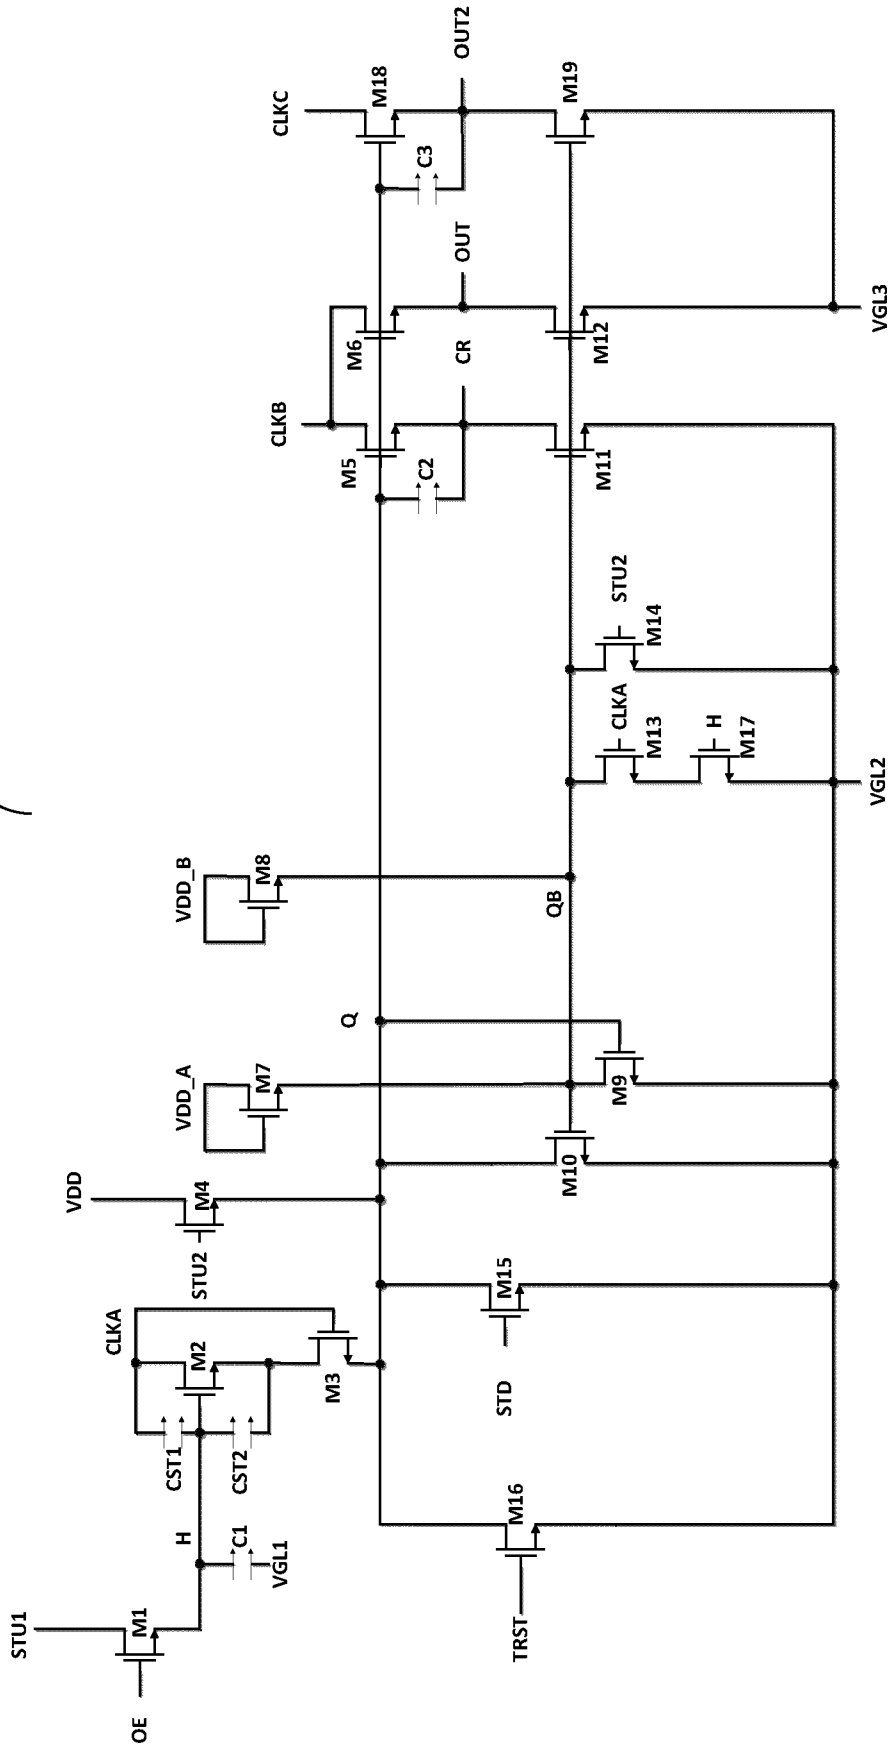 STU1
OE
M1
H
C1
VGL1
CST1
CST2
CLKA
M2
M3
VDD
STU2
M4
VDD_A
M7
VDD_B
M8
Q
QB
TRST
M16
STD
M15
M10
M9
CLKA
M13
H
M17
STU2
M14
VGL2
CLKB
M5
C2
M6
CR
OUT
M11
M12
CLKC
M18
C3
OUT2
M19
VGL3